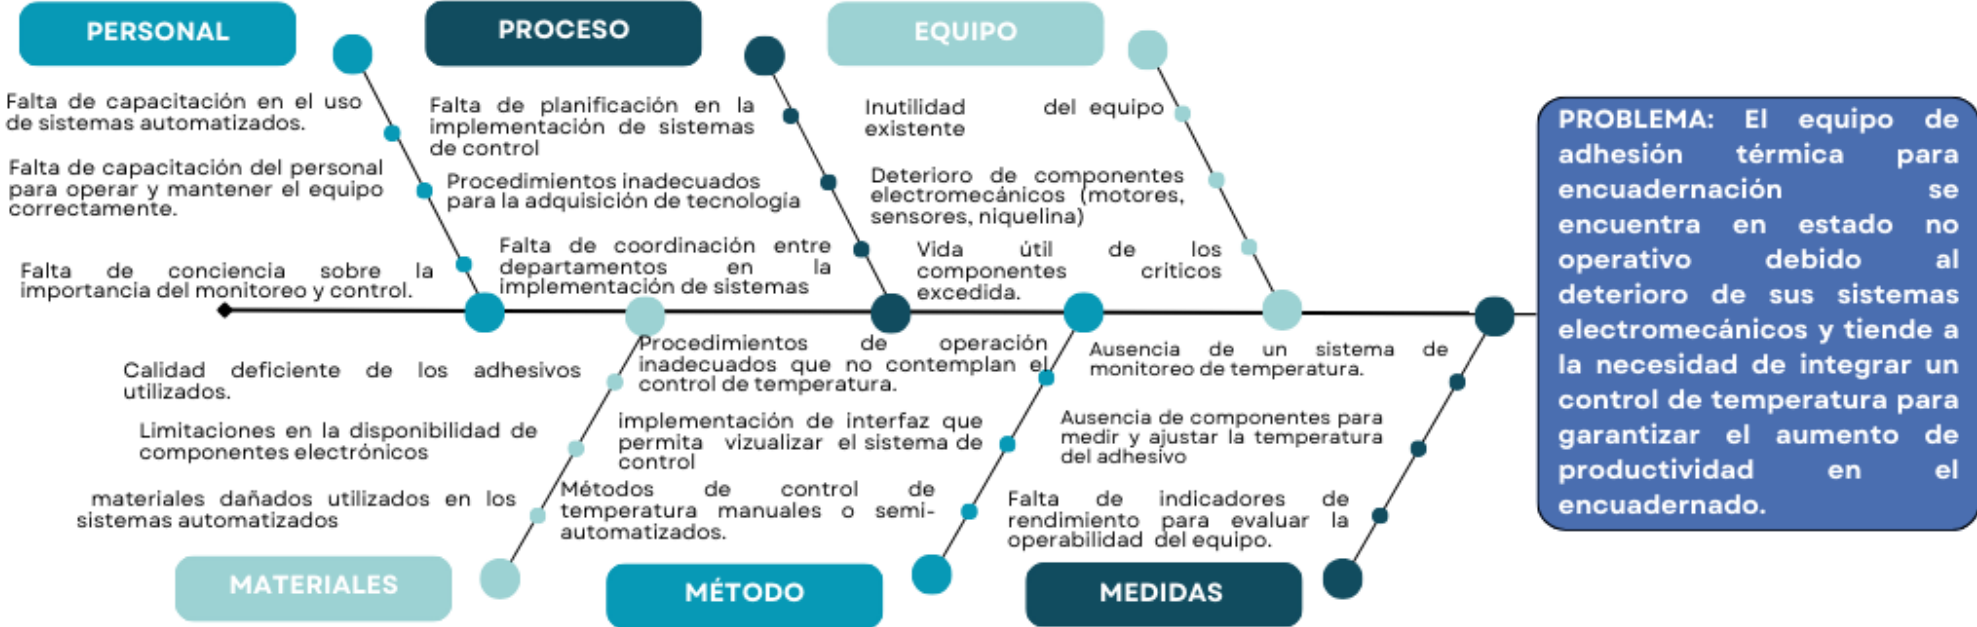 PERSONAL
Falta de capacitación en el uso
de sistemas automatizados.
Falta de capacitación del personal
para operar y mantener el equipo
correctamente.
Falta de conciencia sobre la
importancia del monitoreo y control.
PROCESO
Falta de planificación en la
implementación de sistemas
de control
Procedimientos inadecuados
para la adquisición de tecnología
Falta de coordinación entre
departamentos en la
implementación de sistemas
EQUIPO
Inutilidad del equipo
existente
Deterioro de componentes
electromecánicos (motores,
sensores, niquelina)
Vida útil de los
componentes criticos
excedida.
Calidad deficiente de los adhesivos
utilizados.
Limitaciones en la disponibilidad de
componentes electrónicos
materiales dañados utilizados en los
sistemas automatizados
MATERIALES
Procedimientos de operación
inadecuados que no contemplan el
control de temperatura.
implementación de interfaz que
permita vizualizar el sistema de
control
Métodos de control de
temperatura manuales o semi-
automatizados.
MÉTODO
Ausencia de un sistema de
monitoreo de temperatura.
Ausencia de componentes para
medir y ajustar la temperatura
del adhesivo
Falta de indicadores de
rendimiento para evaluar la
operabilidad del equipo.
MEDIDAS
PROBLEMA: El equipo de
adhesión térmica para
encuadernación se
encuentra en estado no
operativo debido al
deterioro de sus sistemas
electromecánicos y tiende a
la necesidad de integrar un
control de temperatura para
garantizar el aumento de
productividad en el
encuadernado.